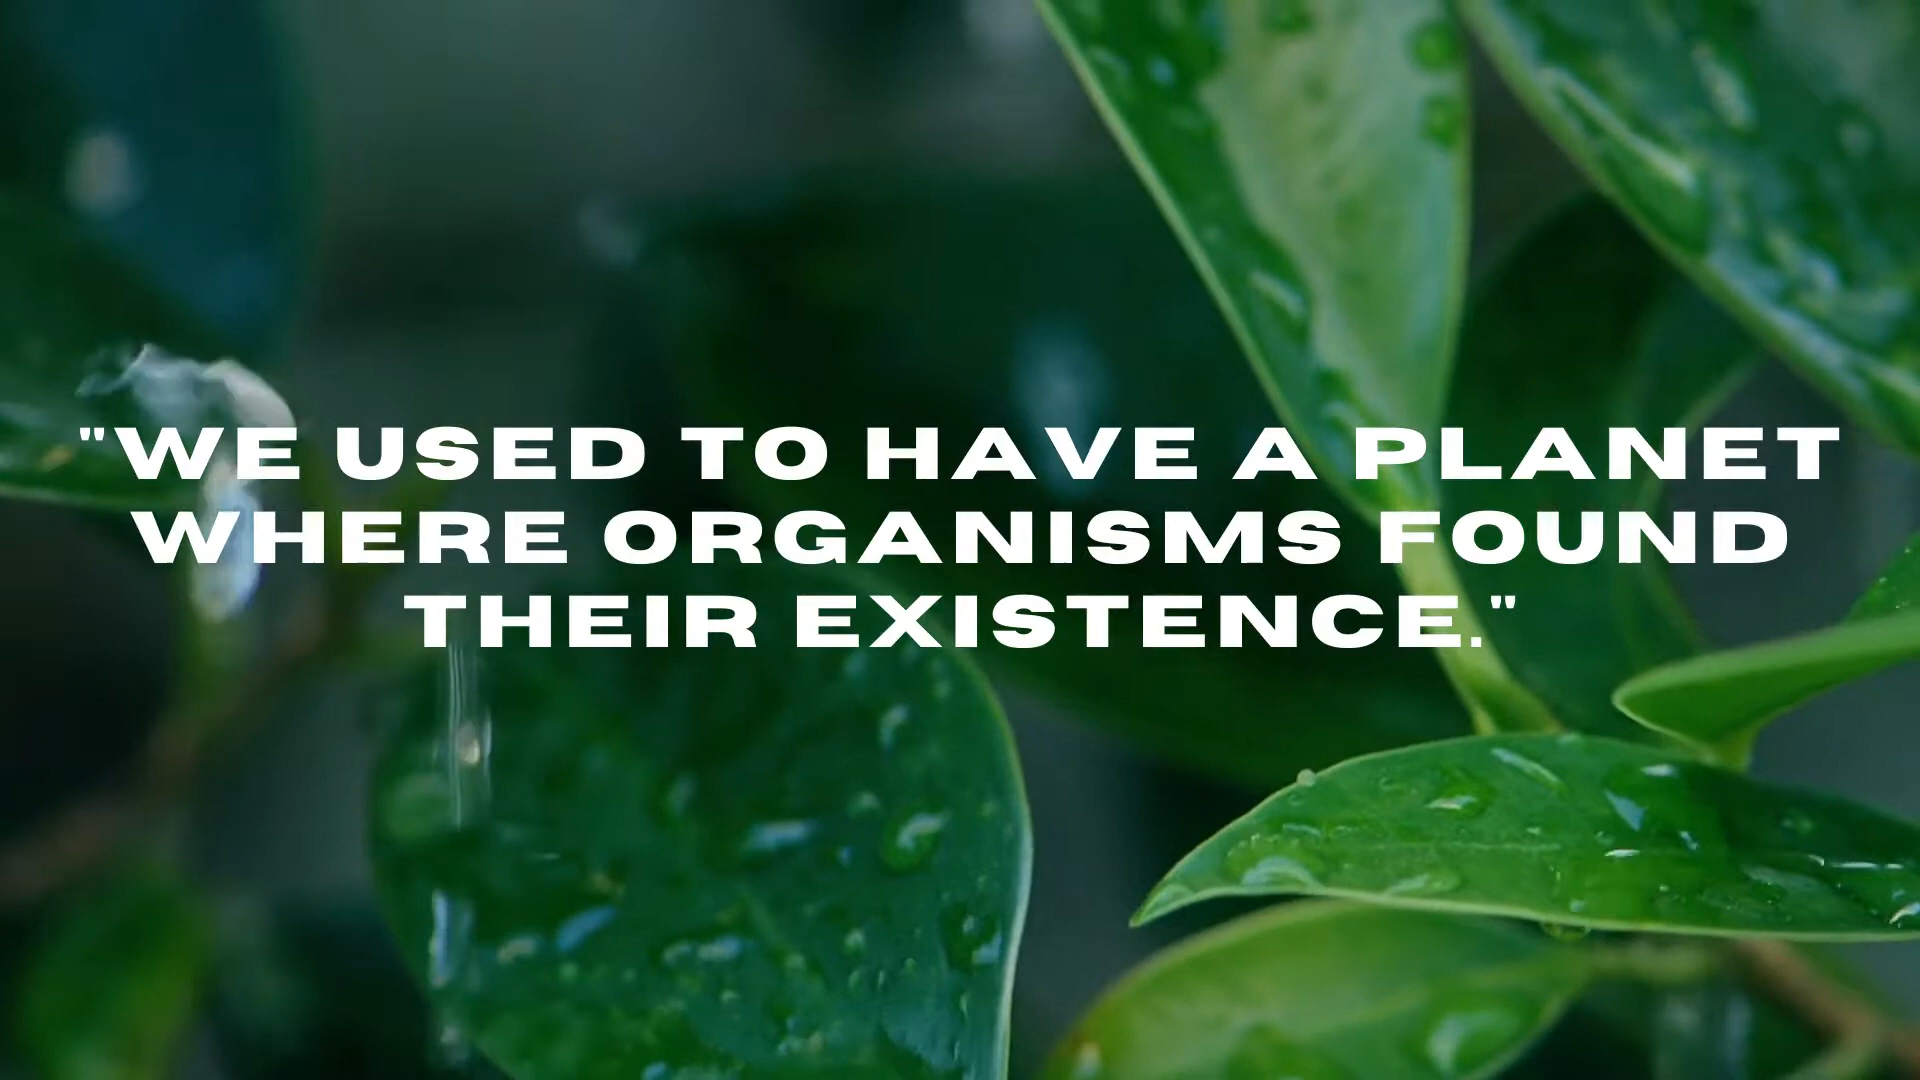 "WE USED TO HAVE A PLANET
WHERE ORGANISMS FOUND
THEIR EXISTENCE."